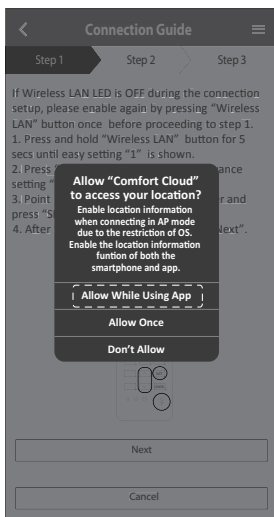 Connection Guide
Step 1
Step 2
Step 3
If Wireless LAN LED is OFF during the connection
setup, please enable again by pressing "Wireless
LAN" button once before proceeding to step 1.
1. Press and hold "Wireless LAN" button for 5
secs until easy setting "1" is shown.
2. Press
setting "
3. Point r and
press "S
4. After Next".
Allow "Comfort Cloud"
to access your location?
Enable location information
when connecting in AP mode
due to the restriction of OS.
Enable the location information
funtion of both the
smartphone and app.
Allow While Using App
Allow Once
Don't Allow
Next
Cancel